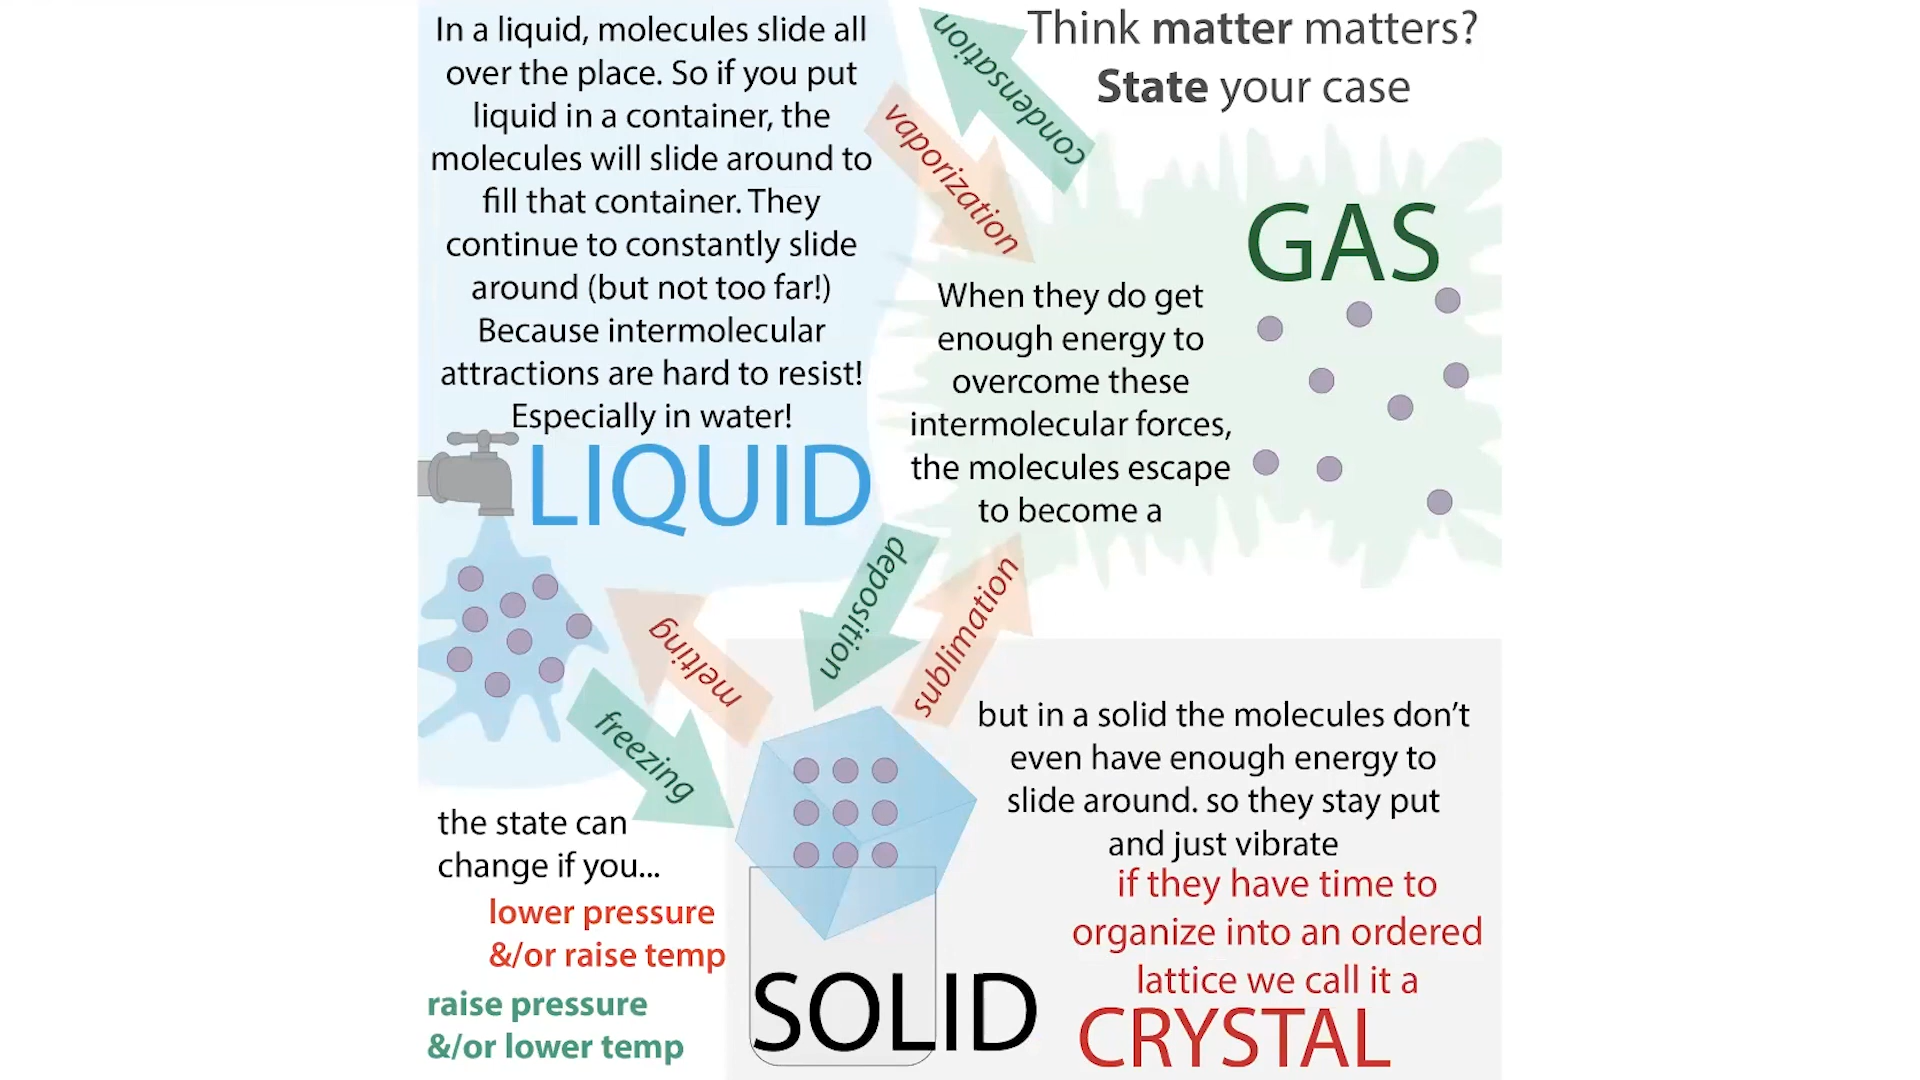 In a liquid, molecules slide all
over the place. So if you put
liquid in a container, the
molecules will slide around to
fill that container. They
continue to constantly slide
around (but not too far!)
Because intermolecular
attractions are hard to resist!
Especially in water!
LIQUID
condensation
vaporization
Think matter matters?
State your case
GAS
When they do get
enough energy to
overcome these
intermolecular forces,
the molecules escape
to become a
deposition
sublimation
melting
freezing
but in a solid the molecules don't
even have enough energy to
slide around. so they stay put
and just vibrate
if they have time to
organize into an ordered
lattice we call it a
CRYSTAL
SOLID
the state can
change if you...
lower pressure
&/or raise temp
raise pressure
&/or lower temp